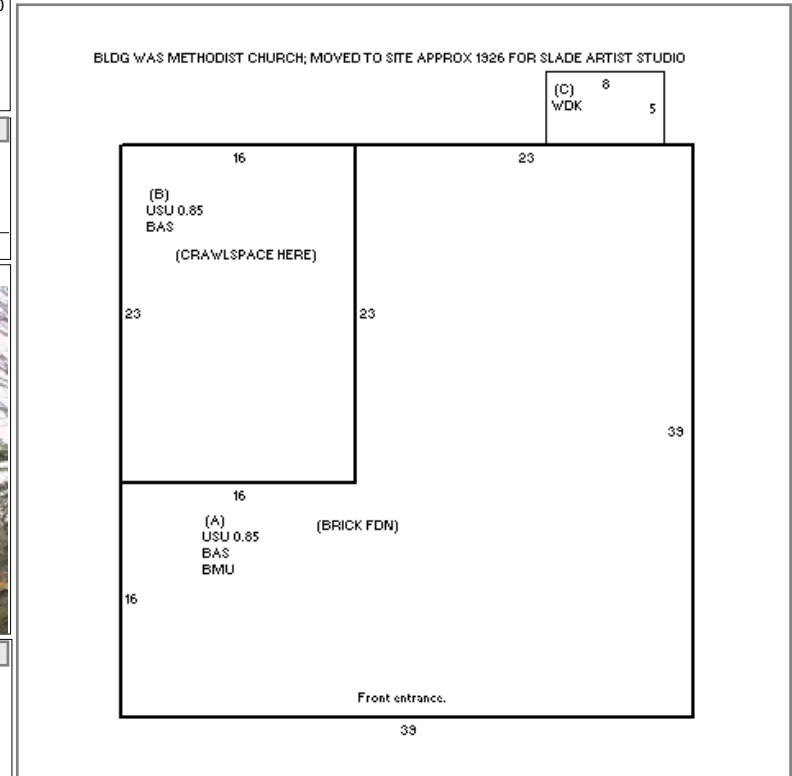 BLDG WAS METHODIST CHURCH; MOVED TO SITE APPROX 1926 FOR SLADE ARTIST STUDIO
(C) 8
WDK 5
16 23
(B)
USU 0.85
BAS
(CRAWLSPACE HERE)
23 23
39
16
(A)
(BRICK FDN)
USU 0.85
BAS
BMU
16
Front entrance.
39